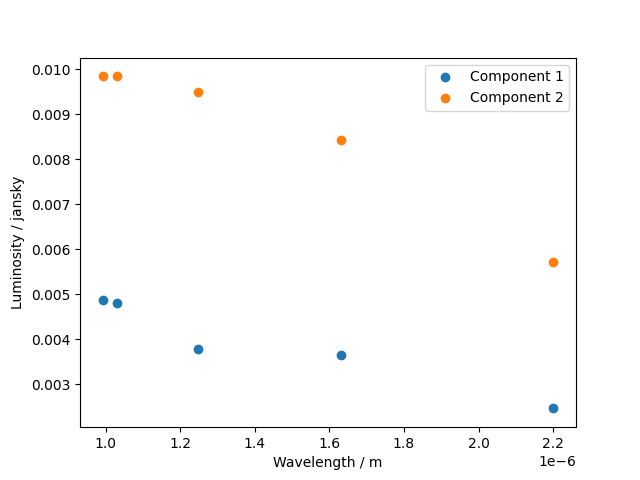 Component 1
Component 2
0.010
0.009
0.008
0.007
0.006
0.005
0.004
0.003
Luminosity / jansky
1.0 1.2 1.4 1.6 1.8 2.0 2.2
1e−6
Wavelength / m